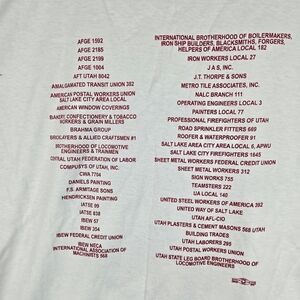 AFGE 1592
AFGE 2185
AFGE 2199
AFGE 1004
AFT UTAH 8042
AMALGAMATED TRANSIT UNION 382
AMERICAN POSTAL WORKERS UNION
SALT LAKE CITY AREA LOCAL
AMERICAN WINDOW COVERINGS
BAKERY, CONFECTIONERY & TOBACCO
WORKERS & GRAIN MILLERS
BRAHMA GROUP
BRICKLAYERS & ALLIED CRAFTSMEN #1
BROTHERHOOD OF LOCOMOTIVE
ENGINEERS & TRAINMEN
CENTRAL UTAH FEDERATION OF LABOR
COMPUSYS OF UTAH, INC.
CWA 7704
DANIELS PAINTING
F.S. ARMITAGE SONS
HENDRICKSEN PAINTING
IATSE 99
IATSE 838
IBEW 57
IBEW 354
IBEW FEDERAL CREDIT UNION
IBEW NECA
INTERNATIONAL ASSOCIATION OF
MACHINISTS 568
INTERNATIONAL BROTHERHOOD OF BOILERMAKERS,
IRON SHIP BUILDERS, BLACKSMITHS, FORGERS,
HELPERS OF AMERICA LOCAL 182
IRON WORKERS LOCAL 27
J AS, INC.
J.T. THORPE & SONS
METRO TILE ASSOCIATES, INC.
NALC BRANCH 111
OPERATING ENGINEERS LOCAL 3
PAINTERS LOCAL 77
PROFESSIONAL FIREFIGHTERS OF UTAH
ROAD SPRINKLER FITTERS 669
ROOFER & WATERPROOFER 91
SALT LAKE CITY AREA LOCAL 6, APWU
SALT LAKE CITY FIREFIGHTERS 1645
SHEET METAL WORKERS FEDERAL CREDIT UNION
SHEET METAL WORKERS 312
SIGN WORKS 755
TEAMSTERS 222
UA LOCAL 140
UNITED STEEL WORKERS OF AMERICA 392
UNITED WAY OF SALT LAKE
UTAH AFL-CIO
UTAH PLASTERS & CEMENT MASONS 568 UTAH
BUILDING TRADES
UTAH LABORERS 295
UTAH POSTAL WORKERS UNION
UTAH STATE LEG BOARD BROTHERHOOD OF
LOCOMOTIVE ENGINEERS